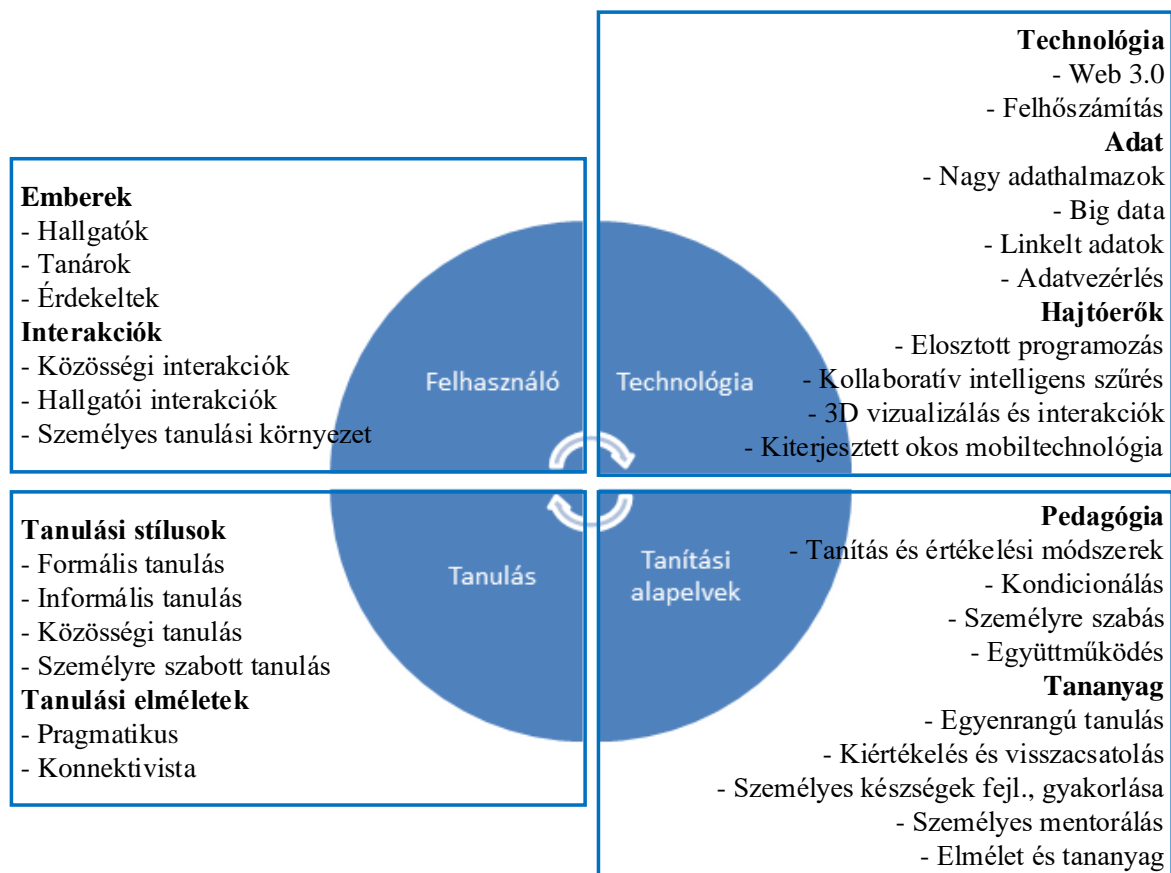 Technológia
- Web 3.0
- Felhőszámítás
Adat
- Nagy adathalmazok
- Big data
- Linkelt adatok
- Adatvezérlés
Hajtóerők
- Elosztott programozás
- Kollaboratív intelligens szűrés
- 3D vizualizálás és interakciók
- Kiterjesztett okos mobiltechnológia
Emberek
- Hallgatók
- Tanárok
- Érdekeltek
Interakciók
- Közösségi interakciók
- Hallgatói interakciók
- Személyes tanulási környezet
Felhasználó
Technológia
Tanulás
Tanítási
alapelvek
Tanulási stílusok
- Formális tanulás
- Informális tanulás
- Közösségi tanulás
- Személyre szabott tanulás
Tanulási elméletek
- Pragmatikus
- Konnektivista
Pedagógia
- Tanítás és értékelési módszerek
- Kondicionálás
- Személyre szabás
- Együttműködés
Tananyag
- Egyenrangú tanulás
- Kiértékelés és visszacsatolás
- Személyes készségek fejl., gyakorlása
- Személyes mentorálás
- Elmélet és tananyag